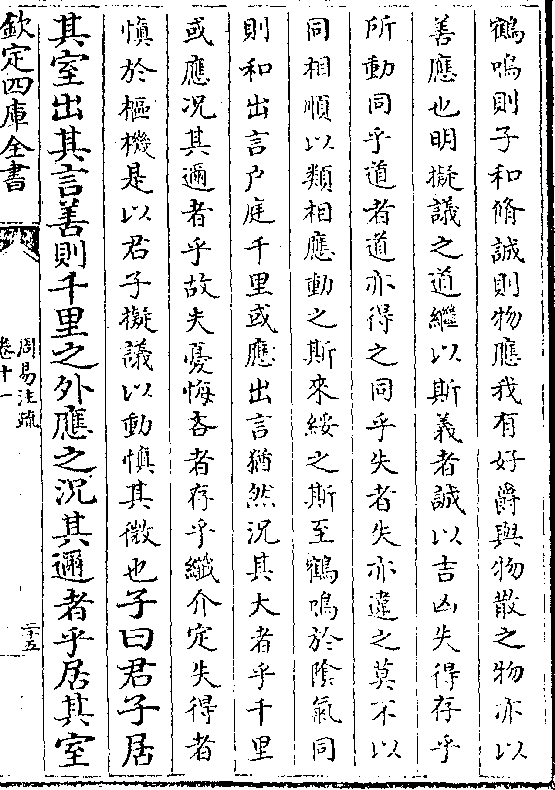 鶴鳴則子和脩誠則物應我有好爵與物散之物亦以
善應也明擬議之道繼以斯義者誠以吉凶失得存乎
所動同乎道者道亦得之同乎失者失亦違之莫不以
同相順以類相應動之斯來綏之斯至鶴鳴於隂氣同
則和出言戶庭千里或應出言猶然況其大者乎千里
或應況其邇者乎故夫憂悔吝者存乎纖介定失得者
慎於樞機是以君子擬議以動慎其微也子曰君子居
其室出其言善則千里之外應之況其邇者乎居其室
欽定四庫全書
周易注疏
卷十一
二十五